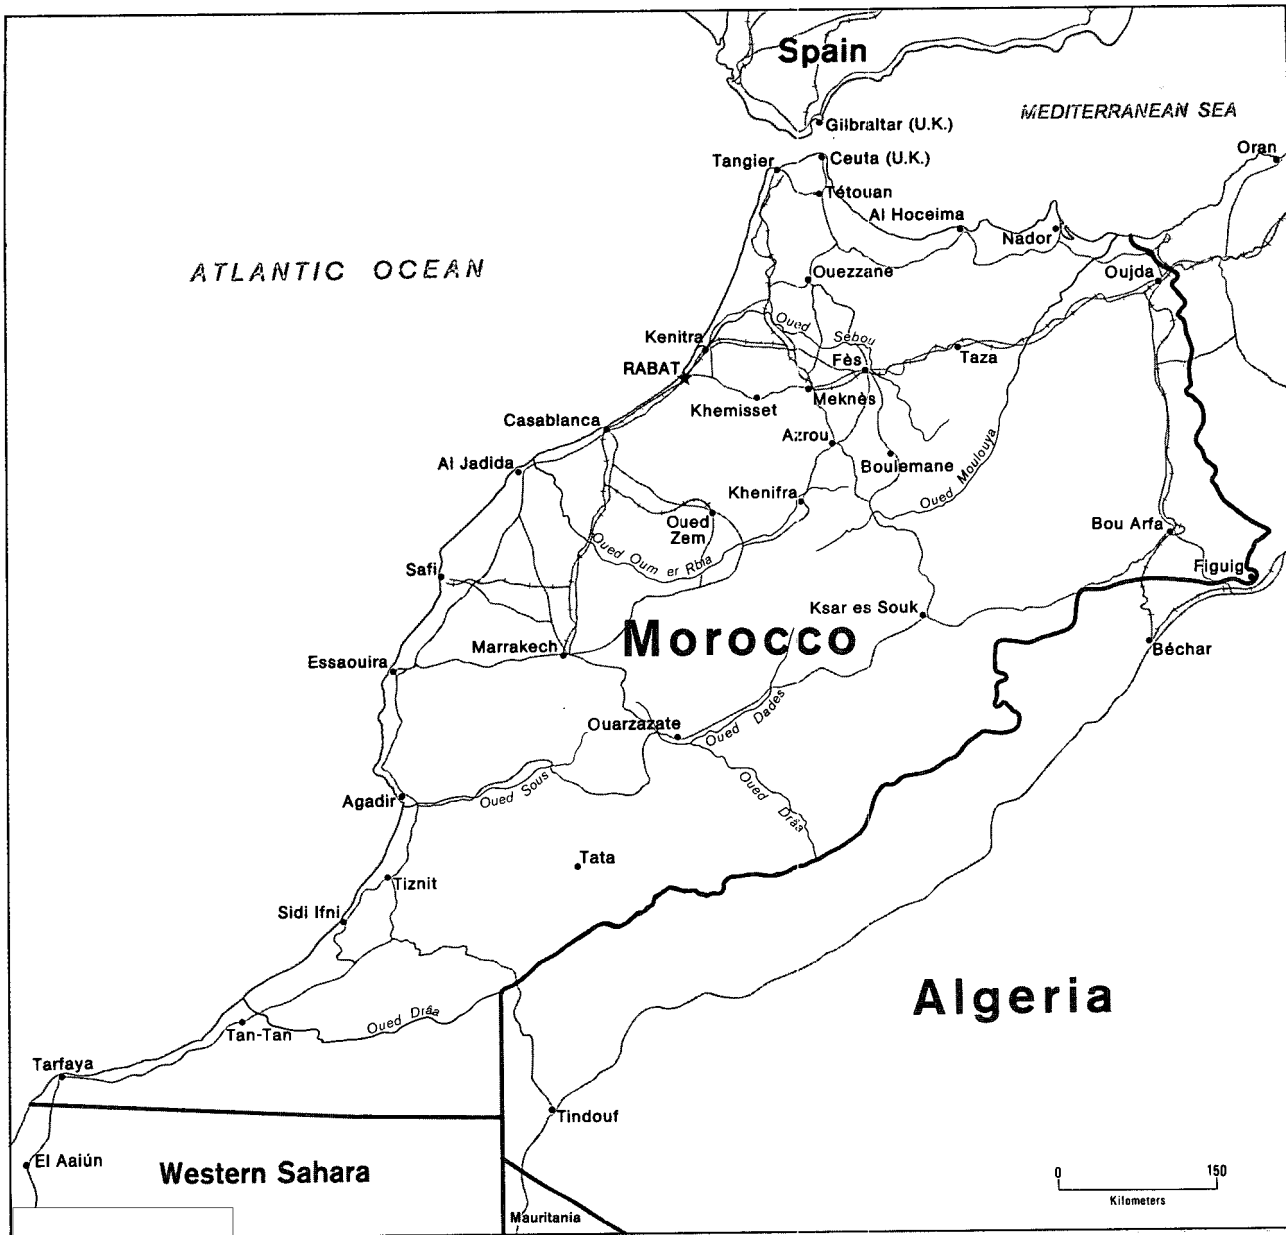 Spain
MEDITERRANEAN SEA
Gilbraltar (U.K.)
Oran
Tangier
Ceuta (U.K.)
Tétouan
Al Hoceima
Nador
ATLANTIC OCEAN
Ouezzane
Oujda
Oued Sebou
Kenitra
Taza
Fès
RABAT
Khemisset
Meknès
Casablanca
Azrou
Al Jadida
Boulemane
Oued Moulouya
Khenifra
Oued
Zem
Bou Arfa
Oued Oum er Rbia
Safi
Figuig
Ksar es Souk
Morocco
Marrakech
Béchar
Essaouira
Ouarzazate
Oued Dades
Oued Sous
Oued Drâa
Agadir
Tata
Tiznit
Sidi Ifni
Algeria
Oued Drâa
Tan-Tan
Tarfaya
Tindouf
El Aaiún
Western Sahara
0 150
Kilometers
Mauritania